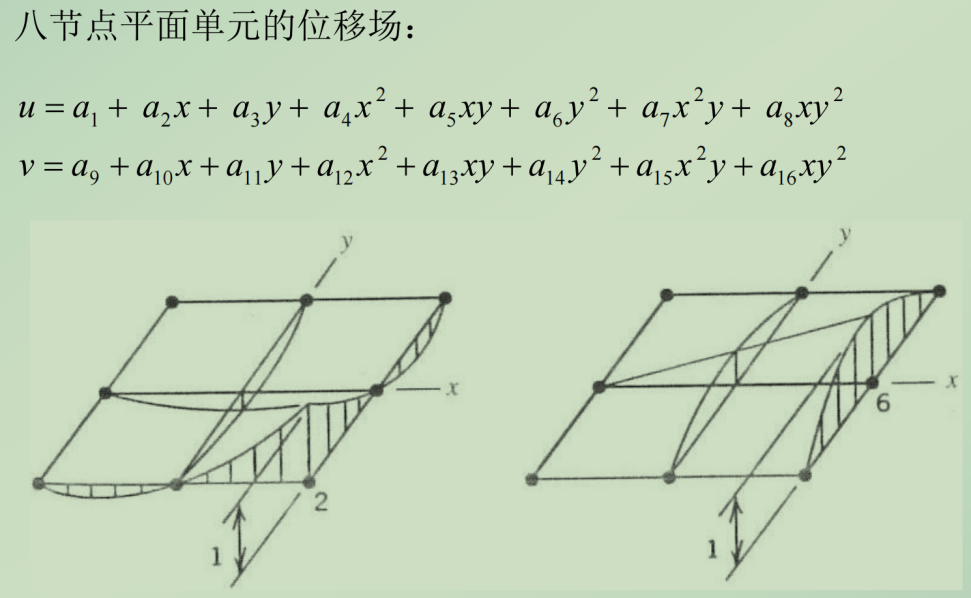 八节点平面单元的位移场:
u = a₁ + a₂x + a₃y + a₄x² + a₅xy + a₆y² + a₇x²y + a₈xy²
v = a₉ + a₁₀x + a₁₁y + a₁₂x² + a₁₃xy + a₁₄y² + a₁₅x²y + a₁₆xy²
y
x
2
1
y
x
6
1